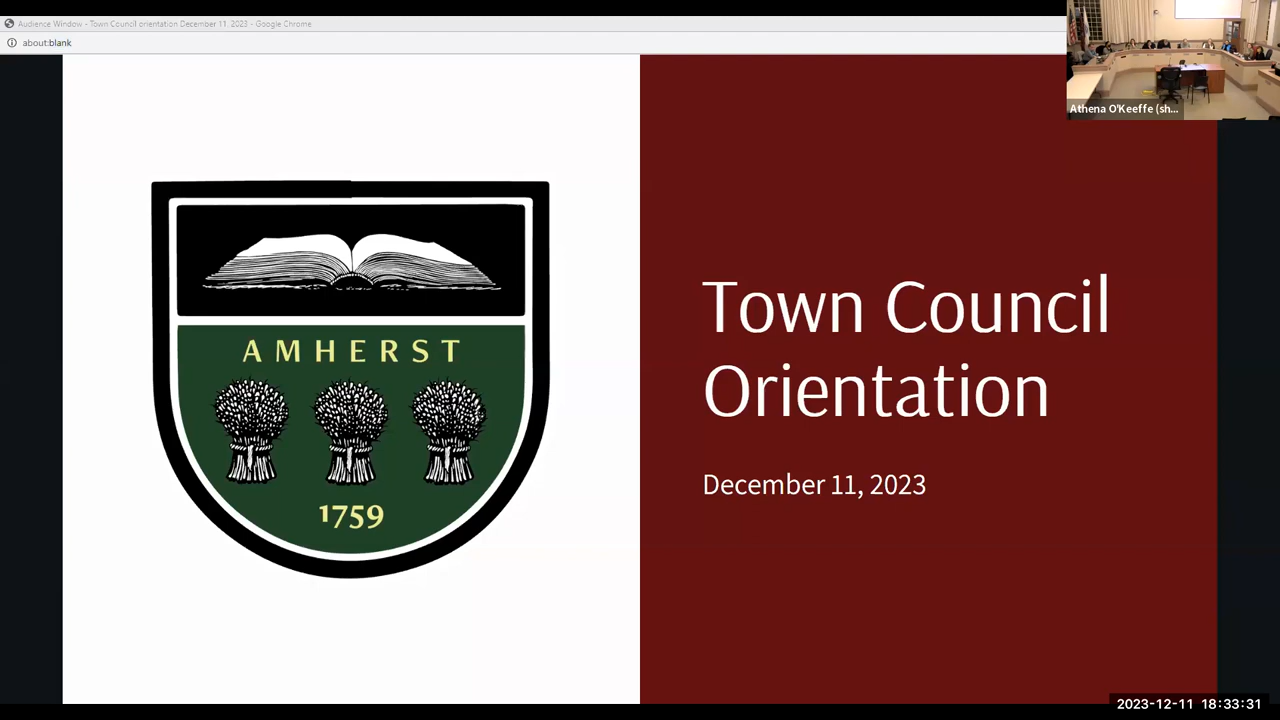 Audience Window - Town Council orientation December 11, 2023 - Google Chrome
about:blank
Athena O'Keeffe (sh...
AMHERST
1759
Town Council
Orientation
December 11, 2023
2023-12-11 18:33:31